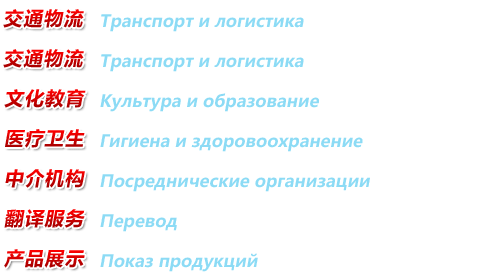 交通物流 Транспорт и логистика
交通物流 Транспорт и логистика
文化教育 Культура и образование
医疗卫生 Гигиена и здоровоохранение
中介机构 Посреднические организации
翻译服务 Перевод
产品展示 Показ продукций